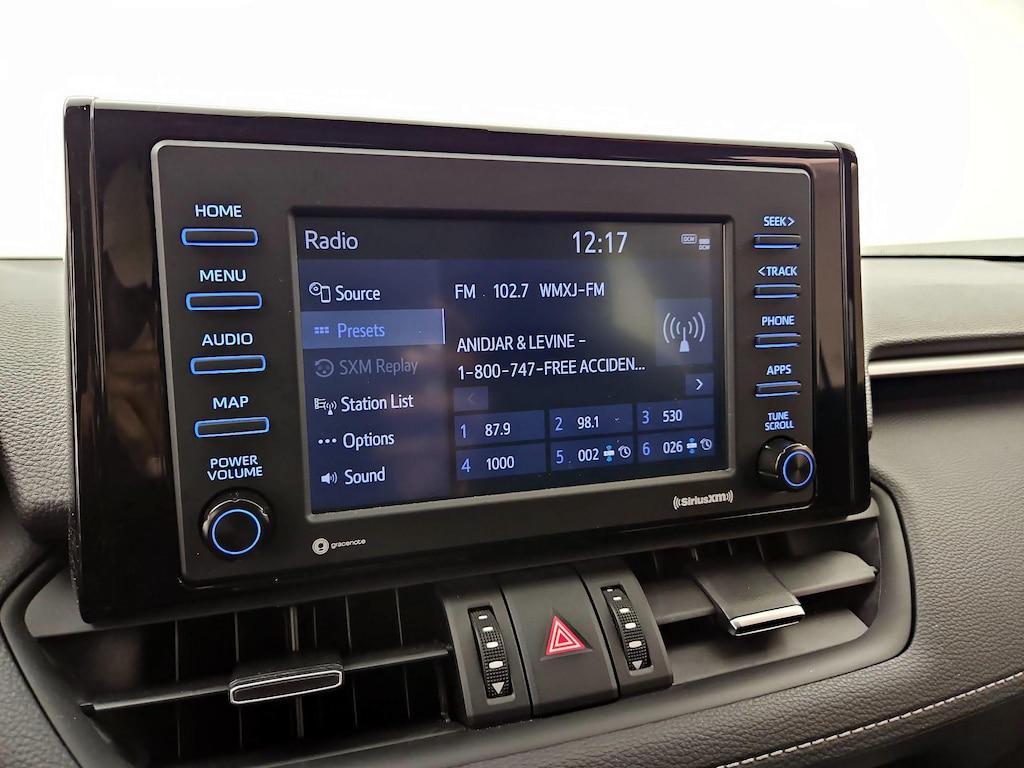 HOME
MENU
AUDIO
MAP
POWER
VOLUME
Radio
12:17
DCM
DCM
Source
Presets
SXM Replay
Station List
Options
Sound
FM 102.7 WMXJ-FM
ANIDJAR & LEVINE -
1-800-747-FREE ACCIDEN...
1 87.9
2 98.1
3 530
4 1000
5 002
6 026
SEEK>
<TRACK
PHONE
APPS
TUNE
SCROLL
gracenote
SiriusXM